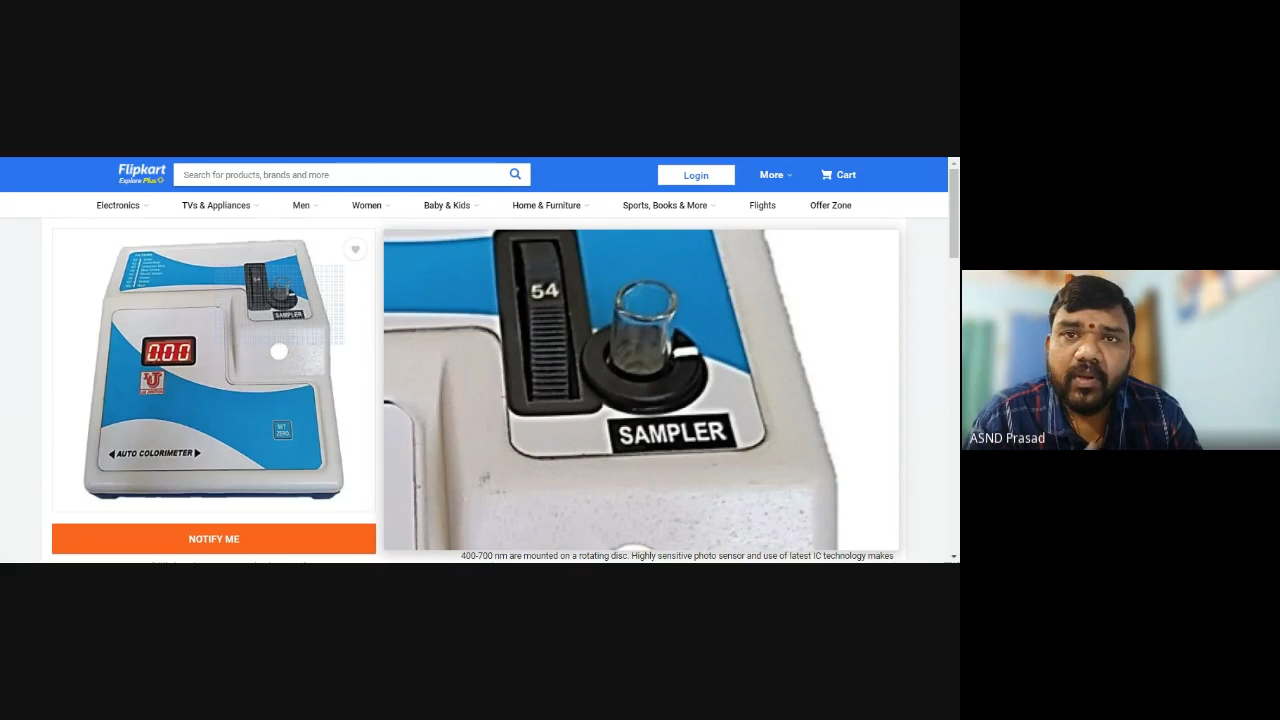 Flipkart
Explore Plus
Search for products, brands and more
Login
More
Cart
Electronics
TVs & Appliances
Men
Women
Baby & Kids
Home & Furniture
Sports, Books & More
Flights
Offer Zone
54
SAMPLER
0.00
SET
ZERO
AUTO COLORIMETER
NOTIFY ME
54
SAMPLER
400-700 nm are mounted on a rotating disc. Highly sensitive photo sensor and use of latest IC technology makes
ASND Prasad